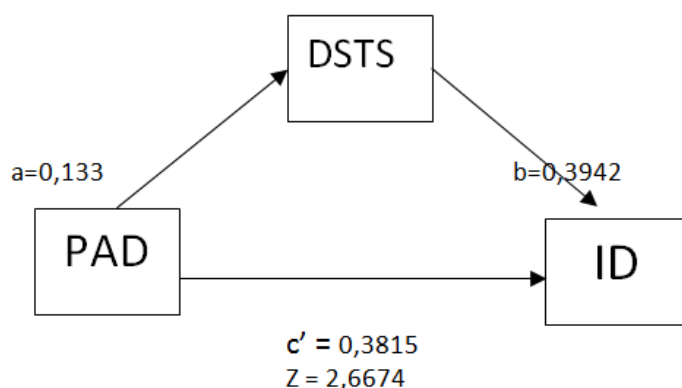 DSTS
a=0,133
b=0,3942
PAD
ID
c’ = 0,3815
Z = 2,6674